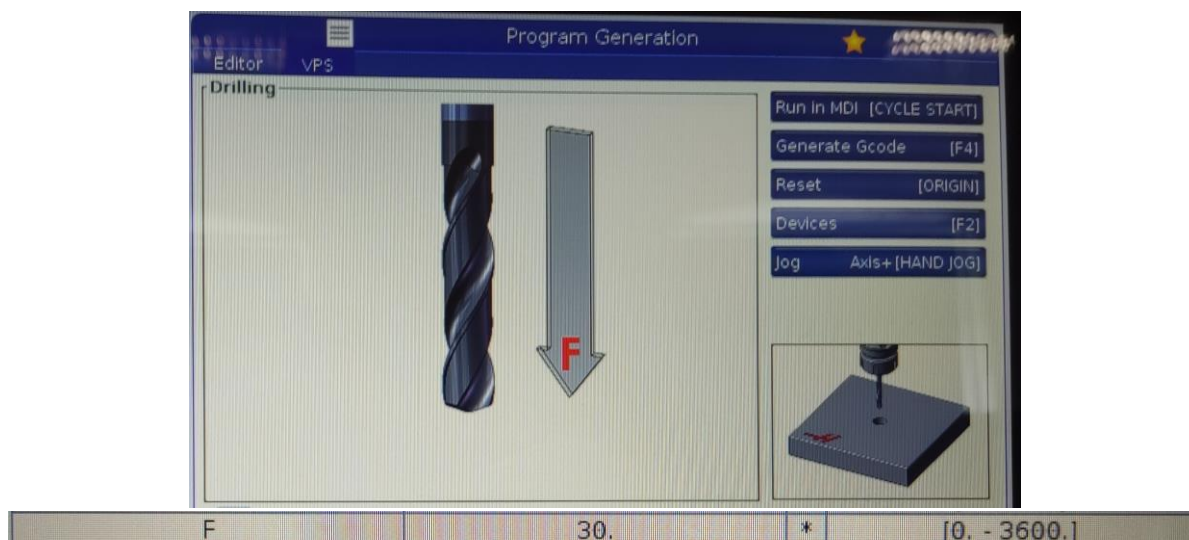 Program Generation
Editor VPS
Drilling
F
Run in MDI [CYCLE START]
Generate Gcode [F4]
Reset [ORIGIN]
Devices [F2]
Jog Axis+ [HAND JOG]
F 30. * [0. - 3600.]